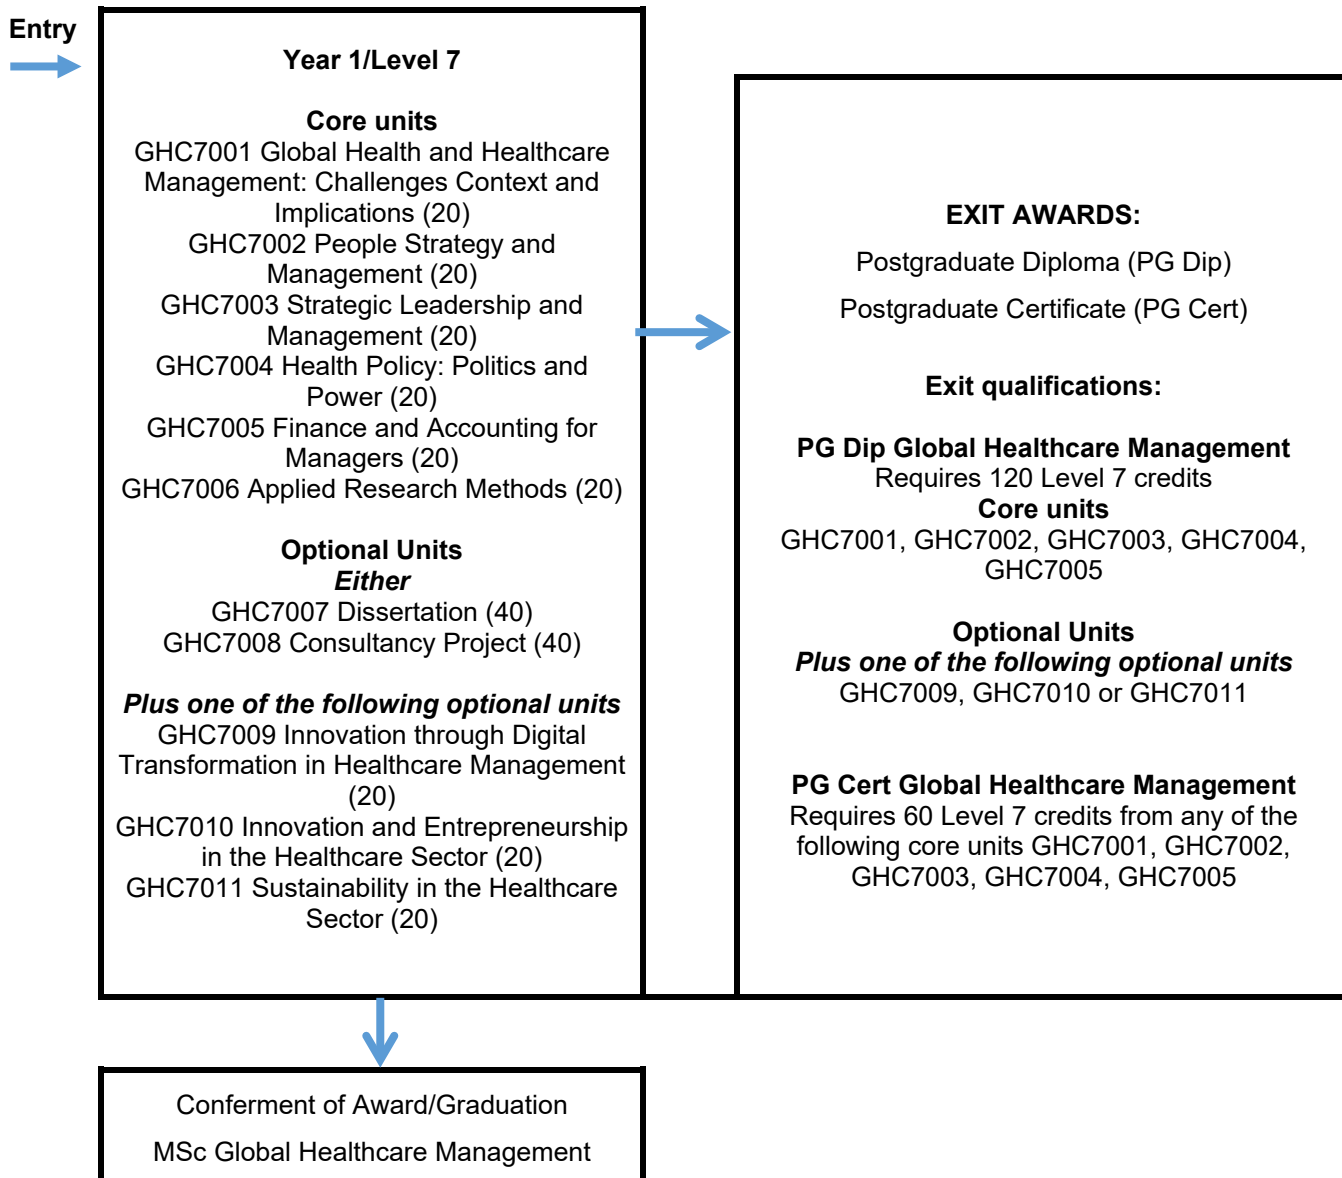 Entry
Year 1/Level 7
Core units
GHC7001 Global Health and Healthcare
Management: Challenges Context and
Implications (20)
GHC7002 People Strategy and
Management (20)
GHC7003 Strategic Leadership and
Management (20)
GHC7004 Health Policy: Politics and
Power (20)
GHC7005 Finance and Accounting for
Managers (20)
GHC7006 Applied Research Methods (20)
Optional Units
Either
GHC7007 Dissertation (40)
GHC7008 Consultancy Project (40)
Plus one of the following optional units
GHC7009 Innovation through Digital
Transformation in Healthcare Management
(20)
GHC7010 Innovation and Entrepreneurship
in the Healthcare Sector (20)
GHC7011 Sustainability in the Healthcare
Sector (20)
EXIT AWARDS:
Postgraduate Diploma (PG Dip)
Postgraduate Certificate (PG Cert)
Exit qualifications:
PG Dip Global Healthcare Management
Requires 120 Level 7 credits
Core units
GHC7001, GHC7002, GHC7003, GHC7004,
GHC7005
Optional Units
Plus one of the following optional units
GHC7009, GHC7010 or GHC7011
PG Cert Global Healthcare Management
Requires 60 Level 7 credits from any of the
following core units GHC7001, GHC7002,
GHC7003, GHC7004, GHC7005
Conferment of Award/Graduation
MSc Global Healthcare Management